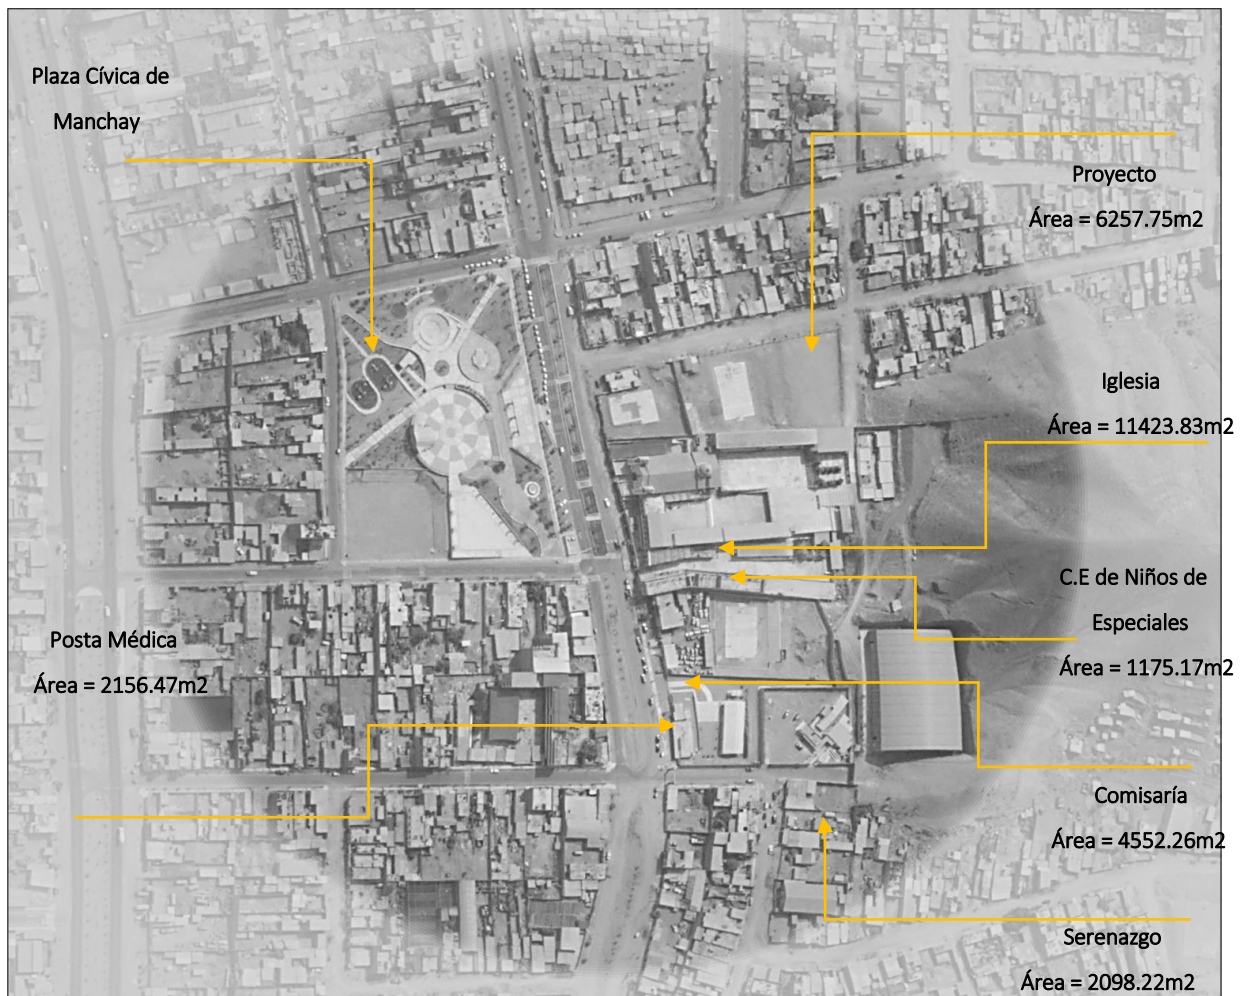 Plaza Cívica de
Manchay
Proyecto
Área = 6257.75m2
Iglesia
Área = 11423.83m2
C.E de Niños de
Especiales
Área = 1175.17m2
Posta Médica
Área = 2156.47m2
Comisaría
Área = 4552.26m2
Serenazgo
Área = 2098.22m2